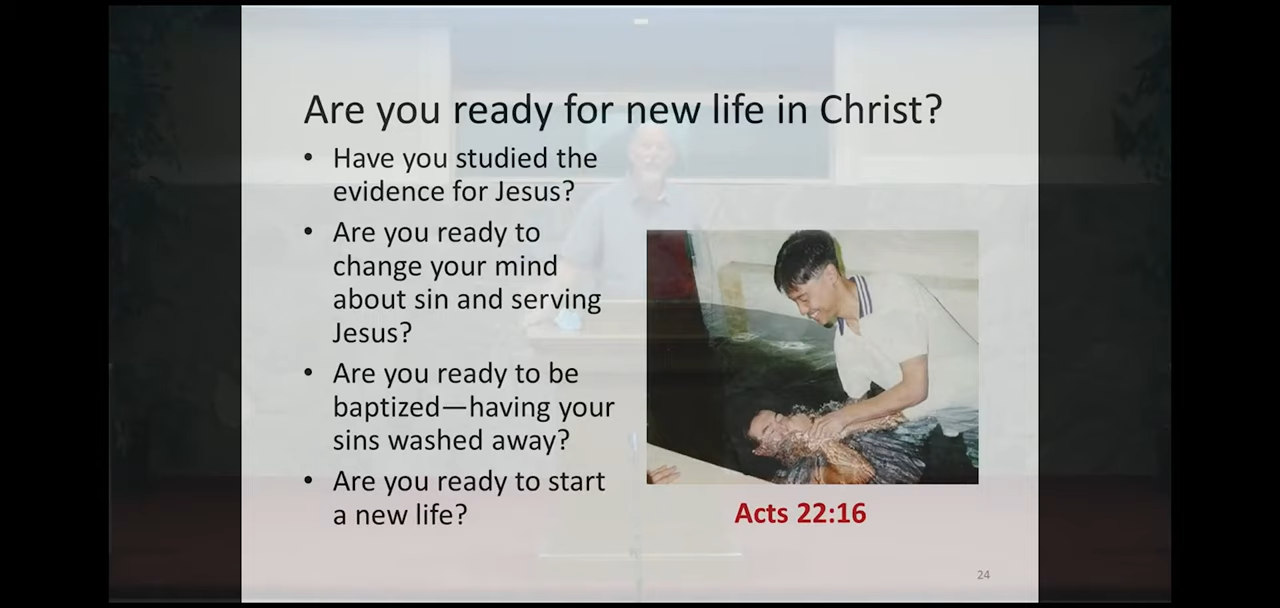 Are you ready for new life in Christ?
• Have you studied the
evidence for Jesus?
• Are you ready to
change your mind
about sin and serving
Jesus?
• Are you ready to be
baptized—having your
sins washed away?
• Are you ready to start
a new life?
Acts 22:16
24